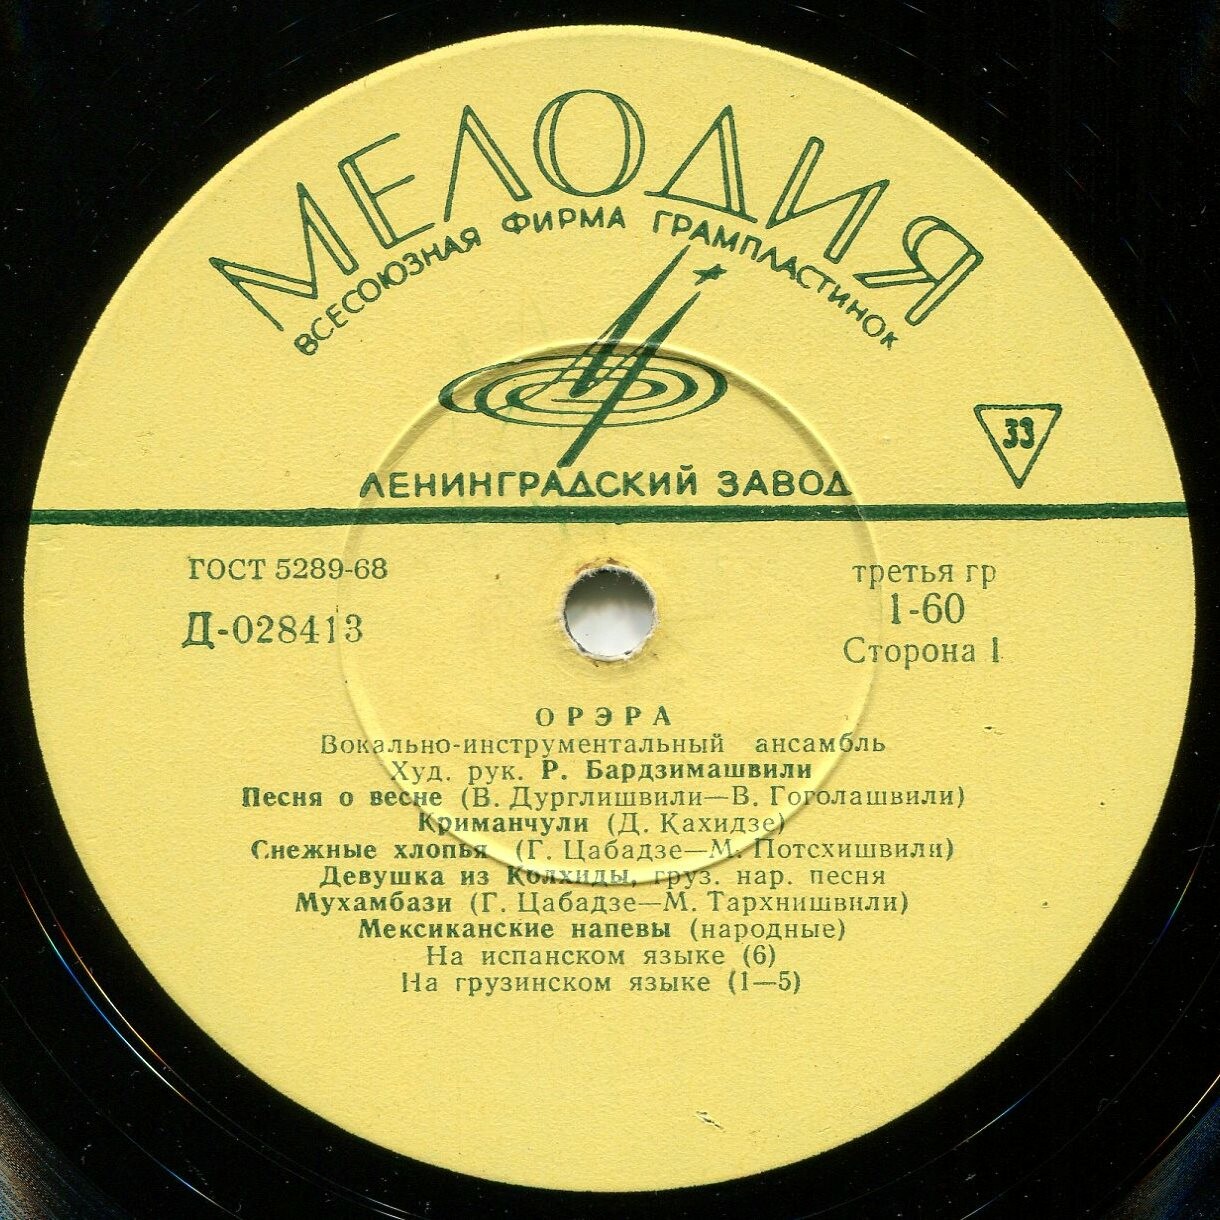 МЕЛОДИЯ
ВСЕСОЮЗНАЯ ФИРМА ГРАМПЛАСТИНОК
33
ЛЕНИНГРАДСКИЙ ЗАВОД
ГОСТ 5289-68
третья гр
Д-028413
1-60
Сторона 1
ОРЭРА
Вокально-инструментальный ансамбль
Худ. рук. Р. Бардзимашвили
Песня о весне (В. Дурглишвили—В. Гоголашвили)
Криманчули (Д. Кахидзе)
Снежные хлопья (Г. Цабадзе—М. Потсхишвили)
Девушка из Колхиды, груз. нар. песня
Мухамбази (Г. Цабадзе—М. Тархнишвили)
Мексиканские напевы (народные)
На испанском языке (6)
На грузинском языке (1—5)